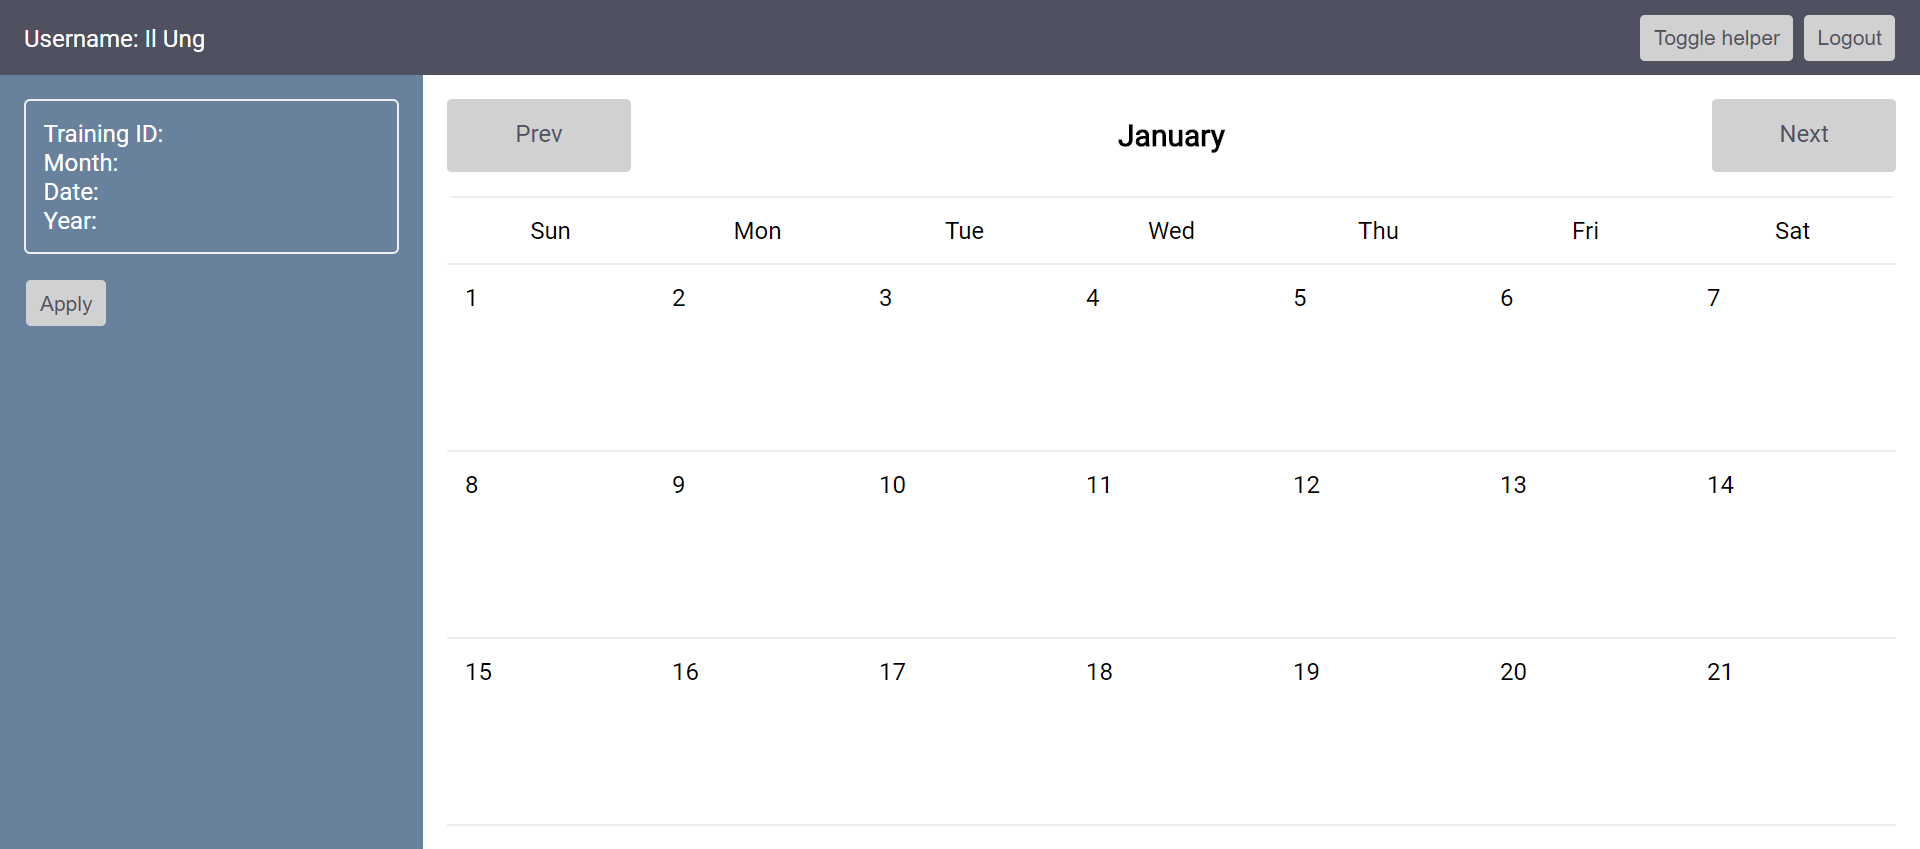 Username: Il Ung
Toggle helper
Logout
Training ID:
Month:
Date:
Year:
Apply
Prev
January
Next
Sun Mon Tue Wed Thu Fri Sat
1 2 3 4 5 6 7
8 9 10 11 12 13 14
15 16 17 18 19 20 21